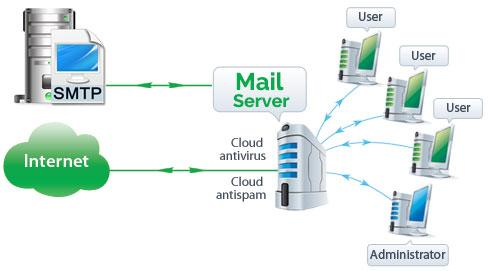 User
User
User
SMTP
Mail
Server
Internet
Cloud
antivirus
Cloud
antispam
Administrator